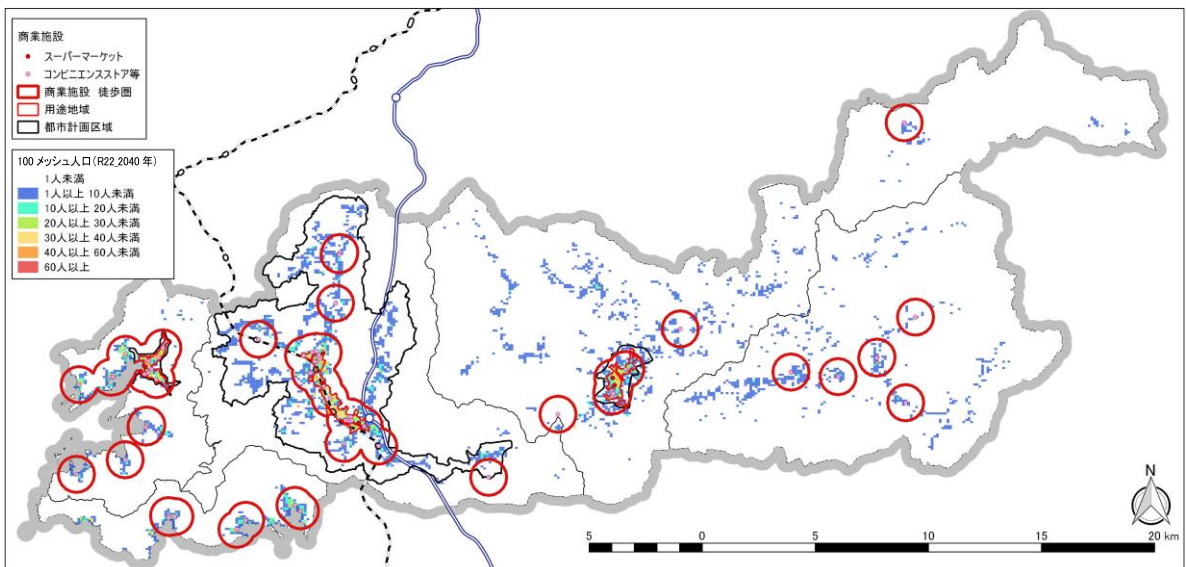 商業施設
スーパーマーケット
コンビニエンスストア等
商業施設 徒歩圏
用途地域
都市計画区域
100 メッシュ人口(R22_2040 年)
1人未満
1人以上 10人未満
10人以上 20人未満
20人以上 30人未満
30人以上 40人未満
40人以上 60人未満
60人以上
N
5 0 5 10 15 20 km